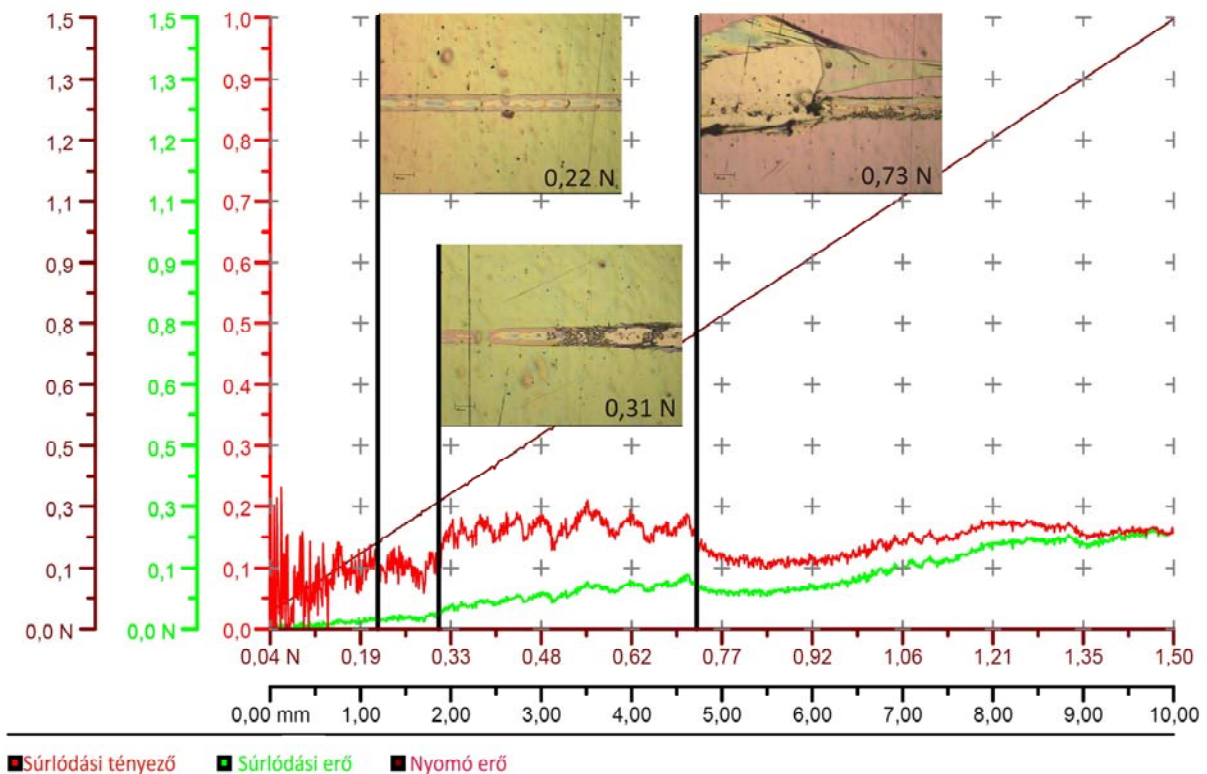 1,5 1,5 1,0
1,3 1,3 0,9
1,2 1,2 0,8
1,1 1,1 0,7
0,9 0,9 0,6
0,8 0,8 0,5
0,6 0,6 0,4
0,5 0,5 0,3
0,3 0,3 0,2
0,1 0,1 0,1
0,0 N 0,0 N 0,0
0,22 N
0,73 N
0,31 N
0,04 N 0,19 0,33 0,48 0,62 0,77 0,92 1,06 1,21 1,35 1,50
0,00 mm 1,00 2,00 3,00 4,00 5,00 6,00 7,00 8,00 9,00 10,00
Súrlódási tényező Súrlódási erő Nyomó erő